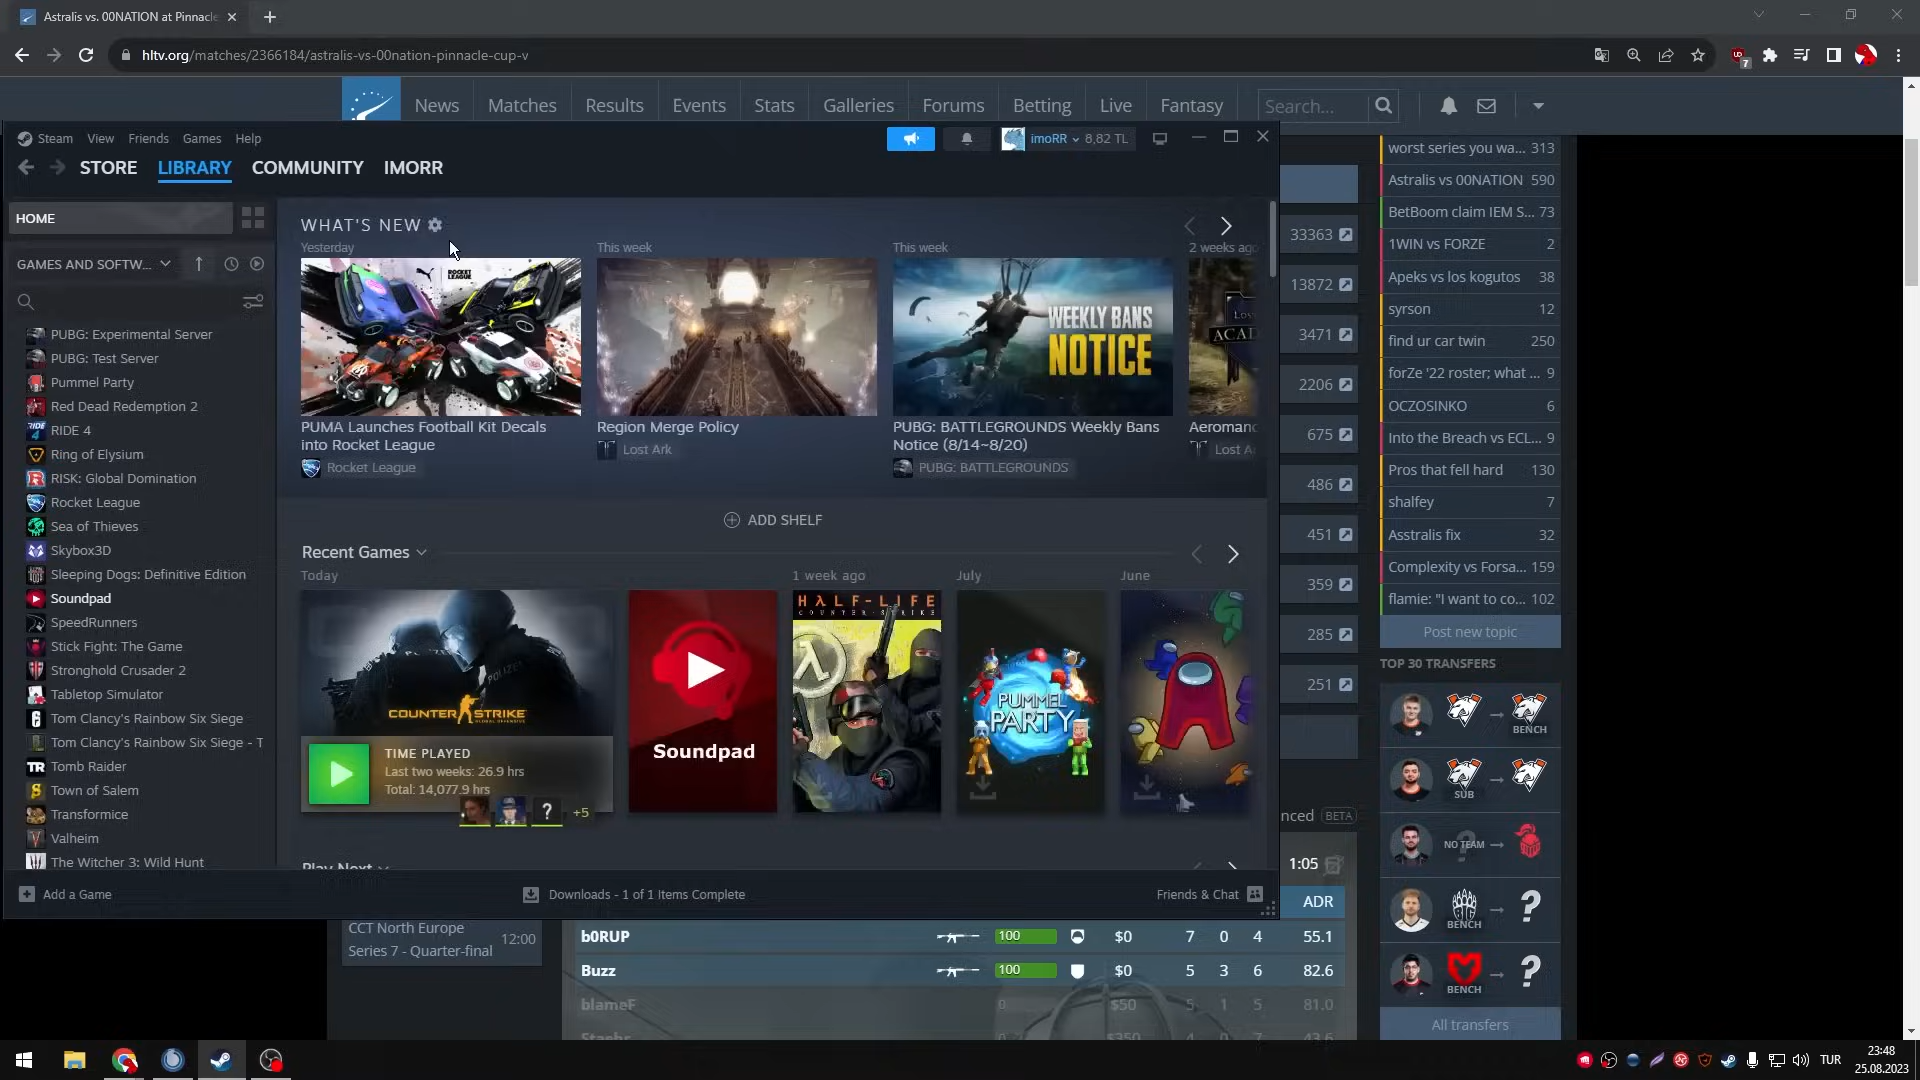 Astralis vs. 00NATION at Pinnacle
hltv.org/matches/2366184/astralis-vs-00nation-pinnacle-cup-v
7
News
Matches
Results
Events
Stats
Galleries
Forums
Betting
Live
Fantasy
Search...
Steam
View
Friends
Games
Help
imoRR
8,82 TL
STORE
LIBRARY
COMMUNITY
IMORR
HOME
GAMES AND SOFTW...
PUBG: Experimental Server
PUBG: Test Server
Pummel Party
Red Dead Redemption 2
RIDE 4
Ring of Elysium
RISK: Global Domination
Rocket League
Sea of Thieves
Skybox3D
Sleeping Dogs: Definitive Edition
Soundpad
SpeedRunners
Stick Fight: The Game
Stronghold Crusader 2
Tabletop Simulator
Tom Clancy's Rainbow Six Siege
Tom Clancy's Rainbow Six Siege - T
Tomb Raider
Town of Salem
Transformice
Valheim
The Witcher 3: Wild Hunt
WHAT'S NEW
Yesterday
PUMA Launches Football Kit Decals
into Rocket League
Rocket League
This week
Region Merge Policy
Lost Ark
This week
WEEKLY BANS
NOTICE
PUBG: BATTLEGROUNDS Weekly Bans
Notice (8/14~8/20)
PUBG: BATTLEGROUNDS
2 weeks ago
ACAD
Aeromanc
Lost A
ADD SHELF
Recent Games
Today
COUNTER STRIKE
TIME PLAYED
Last two weeks: 26.9 hrs
Total: 14,077.9 hrs
?
+5
Soundpad
1 week ago
HALF-LIFE
COUNTER-STRIKE
July
PUMMEL
PARTY
June
Play Next
Add a Game
Downloads - 1 of 1 Items Complete
Friends & Chat
33363
13872
3471
2206
675
486
451
359
285
251
nced BETA
1:05
ADR
worst series you wa... 313
Astralis vs 00NATION 590
BetBoom claim IEM S... 73
1WIN vs FORZE 2
Apeks vs los kogutos 38
syrson 12
find ur car twin 250
forZe '22 roster; what ... 9
OCZOSINKO 6
Into the Breach vs ECL... 9
Pros that fell hard 130
shalfey 7
Asstralis fix 32
Complexity vs Forsa... 159
flamie: "I want to co... 102
Post new topic
TOP 30 TRANSFERS
BENCH
SUB
NO TEAM
BENCH
?
BENCH
?
All transfers
CCT North Europe
Series 7 - Quarter-final
12:00
b0RUP 100 $0 7 0 4 55.1
Buzz 100 $0 5 3 6 82.6
blameF 0 $50 5 1 5 81.0
TUR
23:48
25.08.2023